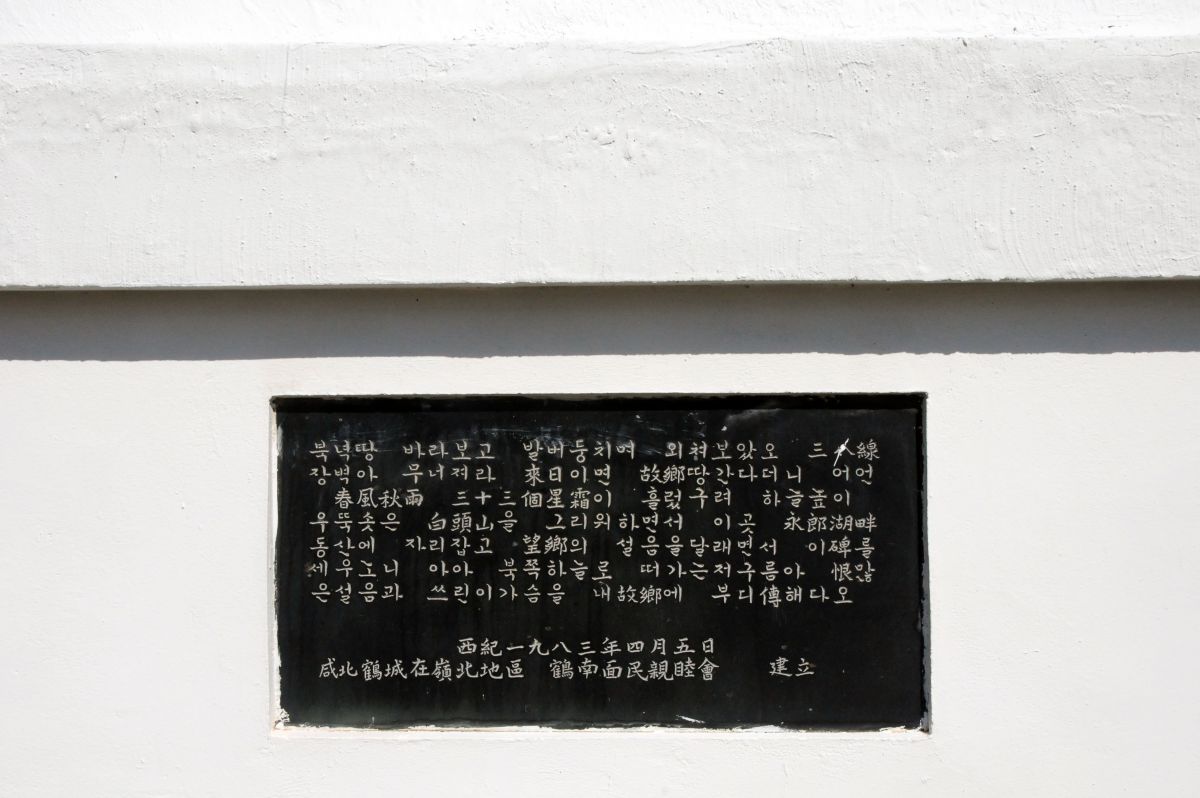 북녁땅 바라보고 발버둥치며 외쳐보았오 三八線
장벽아 무너져라 來日이면 故鄕땅간다더니 어언
春風秋雨 三十三個星霜이 흘렀구려 하늘높이
우뚝솟은 白頭山을 그리워하면서 이곳 永郎湖畔
동산에 자리잡고 望鄕의 설음을달래면서 이碑를
세우노니 아아 북쪽하늘로 떠가는저구름아 恨많
은설음과 쓰린이가슴을 내故鄕에 부디傳해다오
西紀一九八三年四月五日
咸北鶴城在嶺北地區 鶴南面民親睦會 建立